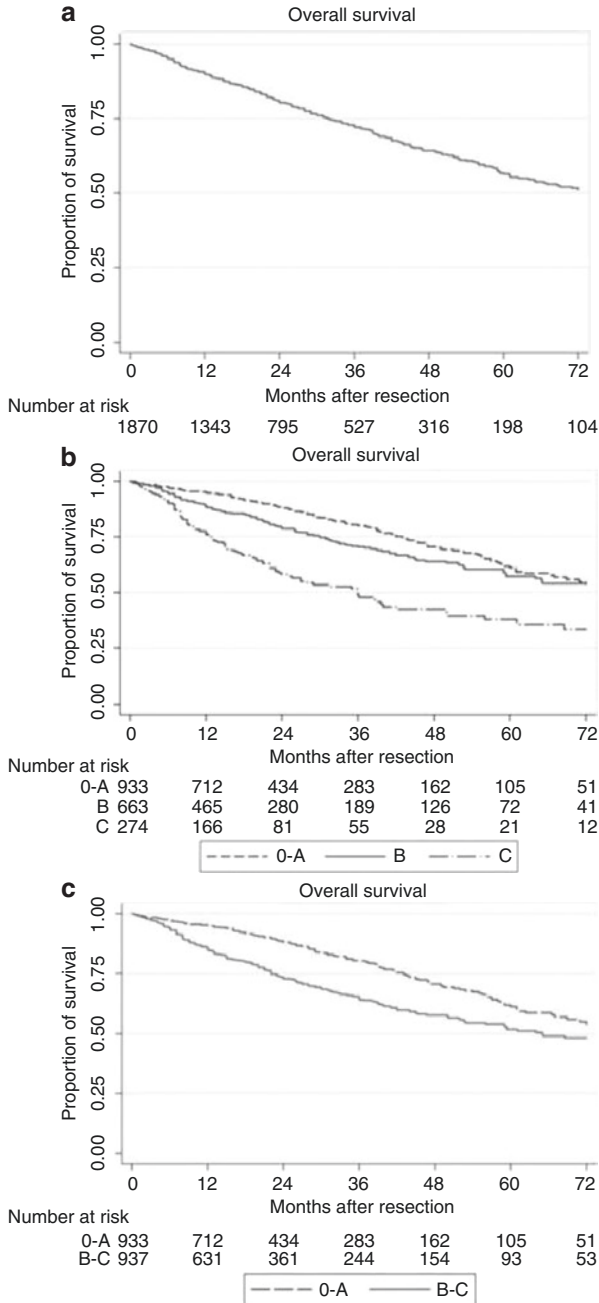 a
Overall survival
Proportion of survival
1.00
0.75
0.50
0.25
0.00
0 12 24 36 48 60 72
Months after resection
Number at risk
1870 1343 795 527 316 198 104
b
Overall survival
Proportion of survival
1.00
0.75
0.50
0.25
0.00
0 12 24 36 48 60 72
Months after resection
Number at risk
0-A 933 712 434 283 162 105 51
B 663 465 280 189 126 72 41
C 274 166 81 55 28 21 12
0-A B C
c
Overall survival
Proportion of survival
1.00
0.75
0.50
0.25
0.00
0 12 24 36 48 60 72
Months after resection
Number at risk
0-A 933 712 434 283 162 105 51
B-C 937 631 361 244 154 93 53
0-A B-C